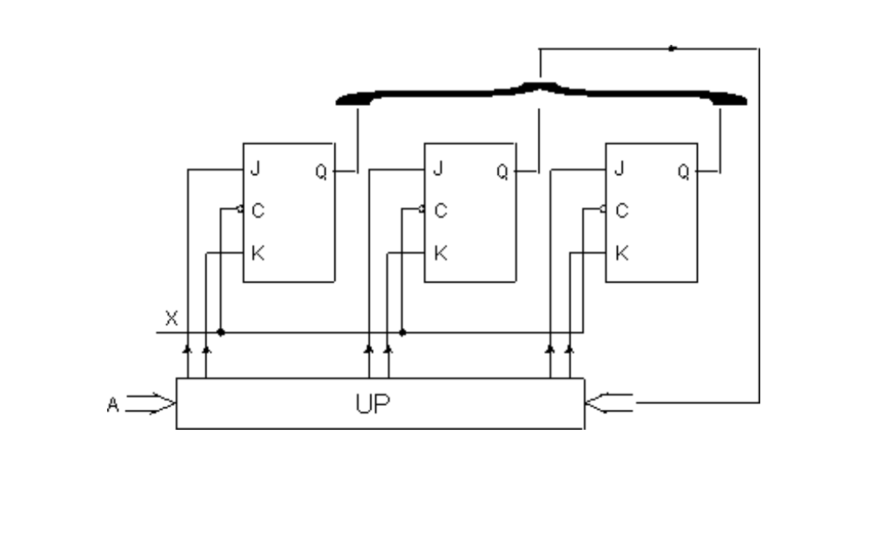 J Q J Q J Q
C C C
K K K
X
A UP